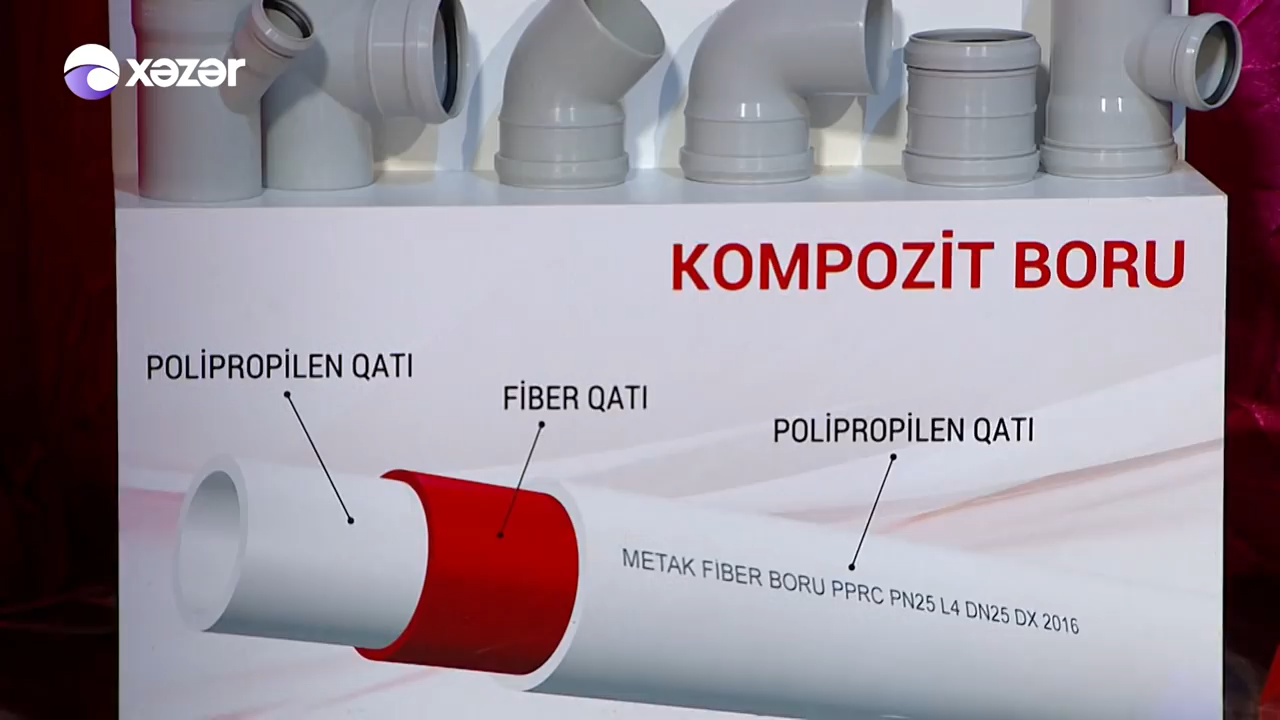 xəzər
KOMPOZİT BORU
POLİPROPİLEN QATI
FİBER QATI
POLİPROPİLEN QATI
METAK FİBER BORU PPRC PN25 L4 DN25 DX 2016